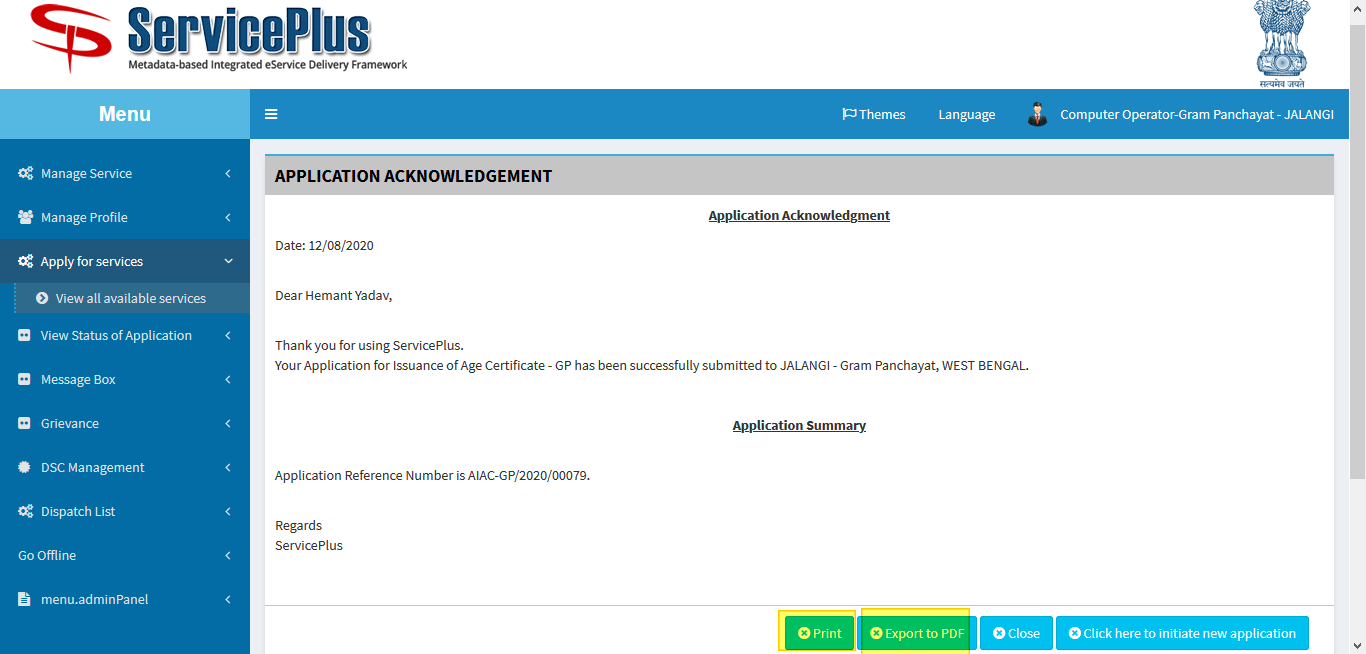 ServicePlus
Metadata-based Integrated eService Delivery Framework
सत्यमेव जयते
Menu
Themes
Language
Computer Operator-Gram Panchayat - JALANGI
Manage Service
Manage Profile
Apply for services
View all available services
View Status of Application
Message Box
Grievance
DSC Management
Dispatch List
Go Offline
menu.adminPanel
APPLICATION ACKNOWLEDGEMENT
Application Acknowledgment
Date: 12/08/2020
Dear Hemant Yadav,
Thank you for using ServicePlus.
Your Application for Issuance of Age Certificate - GP has been successfully submitted to JALANGI - Gram Panchayat, WEST BENGAL.
Application Summary
Application Reference Number is AIAC-GP/2020/00079.
Regards
ServicePlus
Print
Export to PDF
Close
Click here to initiate new application